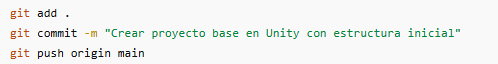 git add .
git commit -m "Crear proyecto base en Unity con estructura inicial"
git push origin main